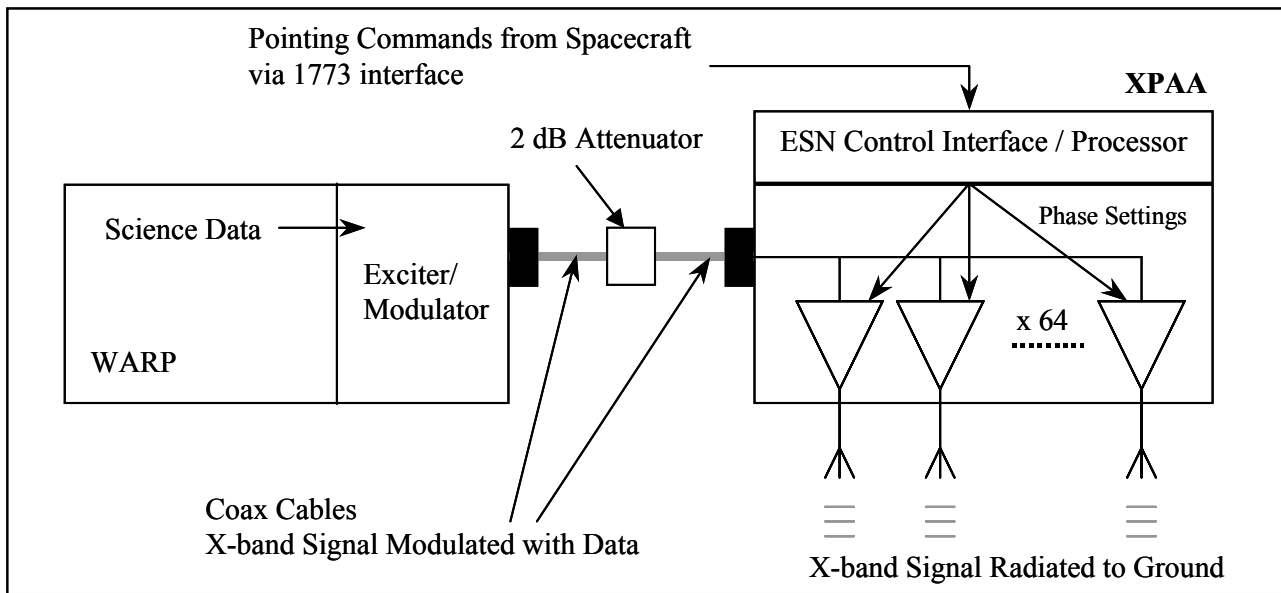 Pointing Commands from Spacecraft
via 1773 interface
XPAA
2 dB Attenuator
ESN Control Interface / Processor
Science Data
Phase Settings
Exciter/
Modulator
x 64
WARP
Coax Cables
X-band Signal Modulated with Data
X-band Signal Radiated to Ground